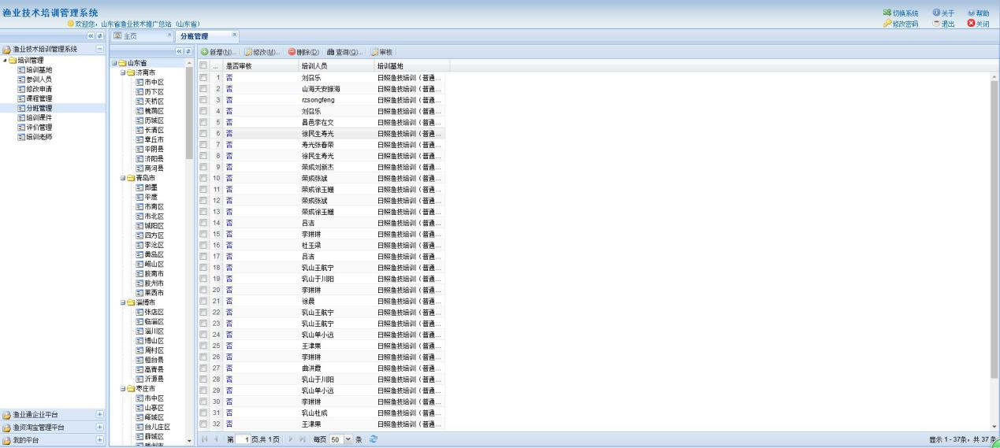 渔业技术培训管理系统
欢迎您，山东省渔业技术推广总站（山东省）
切换系统 关于 帮助
修改密码 退出 关闭
主页 分班管理
渔业技术培训管理系统
培训管理
培训基地
参训人员
修改申请
课程管理
分班管理
培训课件
评价管理
培训老师
渔业通企业平台
渔资淘宝管理平台
我的平台
山东省
济南市
市中区
历下区
天桥区
槐荫区
历城区
长清区
章丘市
平阴县
济阳县
商河县
青岛市
即墨
平度
市南区
市北区
城阳区
四方区
李沧区
黄岛区
崂山区
胶南市
胶州市
莱西市
淄博市
张店区
临淄区
淄川区
博山区
周村区
桓台县
高青县
沂源县
枣庄市
市中区
山亭区
峄城区
台儿庄区
薛城区
滕州市
新增(N)... 修改(M)... 删除(D) 查询(Q)... 审核
... 是否审核 培训人员 培训基地
1 否 刘召乐 日照渔技培训（普通...
2 否 山海天安振海 日照渔技培训（普通...
3 否 rzsongfeng 日照渔技培训（普通...
4 否 刘召乐 日照渔技培训（普通...
5 否 昌邑李在文 日照渔技培训（普通...
6 否 徐民生寿光 日照渔技培训（普通...
7 否 寿光张春荣 日照渔技培训（普通...
8 否 徐民生寿光 日照渔技培训（普通...
9 否 荣成刘新杰 日照渔技培训（普通...
10 否 荣成张斌 日照渔技培训（普通...
11 否 荣成徐玉姗 日照渔技培训（普通...
12 否 荣成张斌 日照渔技培训（普通...
13 否 荣成徐玉姗 日照渔技培训（普通...
14 否 吕洁 日照渔技培训（普通...
15 否 李琳琳 日照渔技培训（普通...
16 否 杜玉梁 日照渔技培训（普通...
17 否 吕洁 日照渔技培训（普通...
18 否 乳山王航宁 日照渔技培训（普通...
19 否 乳山于川阳 日照渔技培训（普通...
20 否 李琳琳 日照渔技培训（普通...
21 否 徐晨 日照渔技培训（普通...
22 否 乳山王航宁 日照渔技培训（普通...
23 否 乳山王航宁 日照渔技培训（普通...
24 否 乳山单小远 日照渔技培训（普通...
25 否 王津果 日照渔技培训（普通...
26 否 李琳琳 日照渔技培训（普通...
27 否 曲洪霞 日照渔技培训（普通...
28 否 乳山于川阳 日照渔技培训（普通...
29 否 乳山单小远 日照渔技培训（普通...
30 否 李琳琳 日照渔技培训（普通...
31 否 乳山杜成 日照渔技培训（普通...
32 否 王津果 日照渔技培训（普通...
第 1 页,共 1 页 每页 50 条 显示 1 - 37条，共 37 条